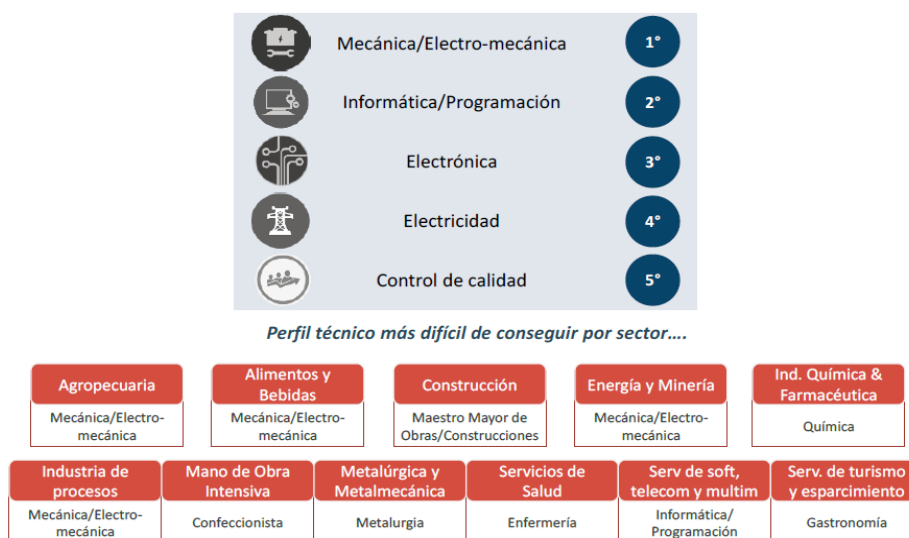 Mecánica/Electro-mecánica 1°
Informática/Programación 2°
Electrónica 3°
Electricidad 4°
Control de calidad 5°
Perfil técnico más difícil de conseguir por sector....
Agropecuaria
Mecánica/Electro-
mecánica
Alimentos y
Bebidas
Mecánica/Electro-
mecánica
Construcción
Maestro Mayor de
Obras/Construcciones
Energía y Minería
Mecánica/Electro-
mecánica
Ind. Química &
Farmacéutica
Química
Industria de
procesos
Mecánica/Electro-
mecánica
Mano de Obra
Intensiva
Confeccionista
Metalúrgica y
Metalmecánica
Metalurgia
Servicios de
Salud
Enfermería
Serv de soft,
telecom y multim
Informática/
Programación
Serv. de turismo
y esparcimiento
Gastronomía